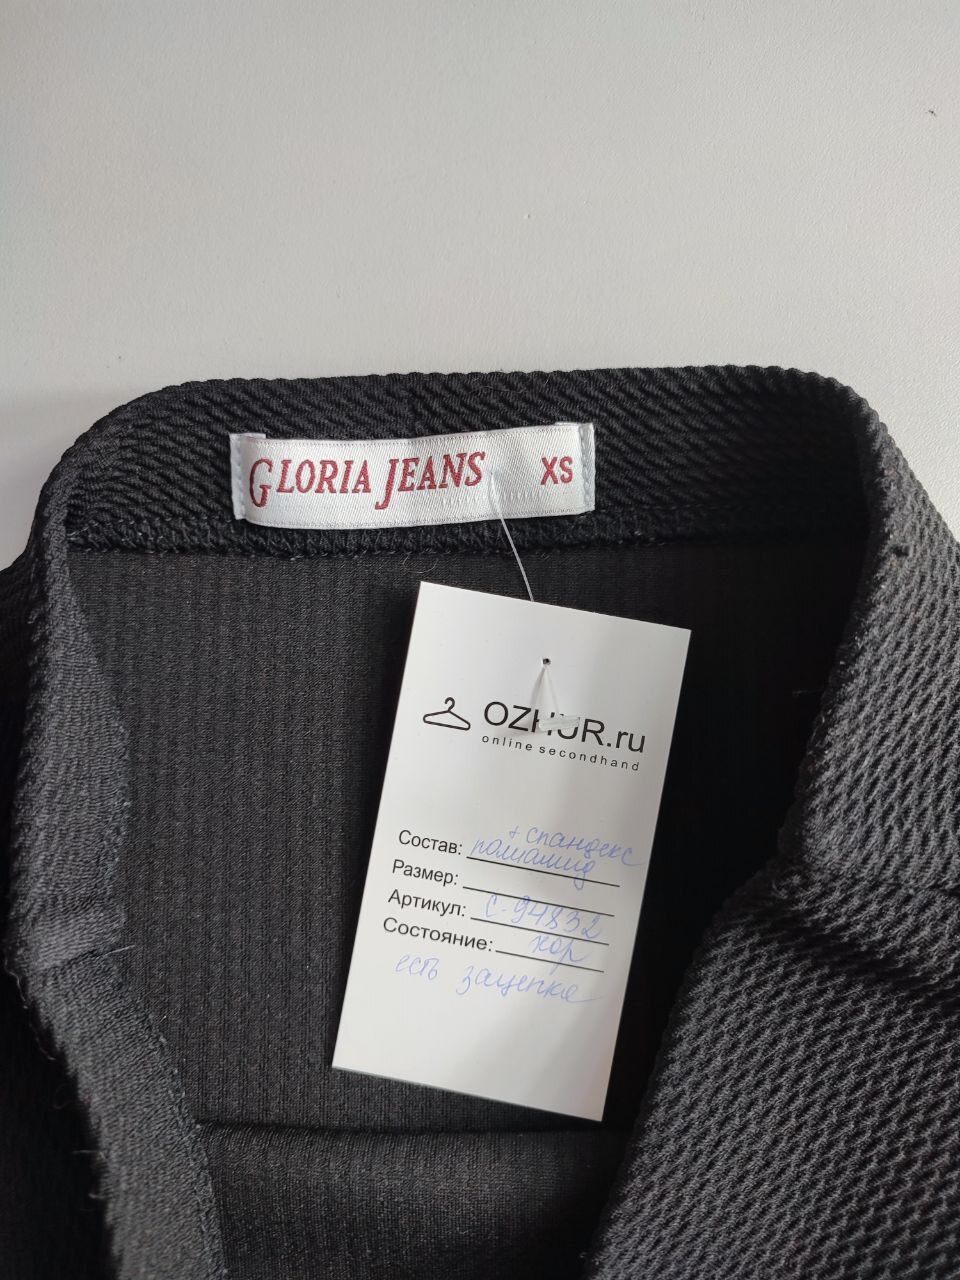 GLORIA JEANS XS
OZHUR.ru
online secondhand
+ спандекс
Состав: полиамид
Размер:
Артикул: С-94832
Состояние: хор
есть зацепки